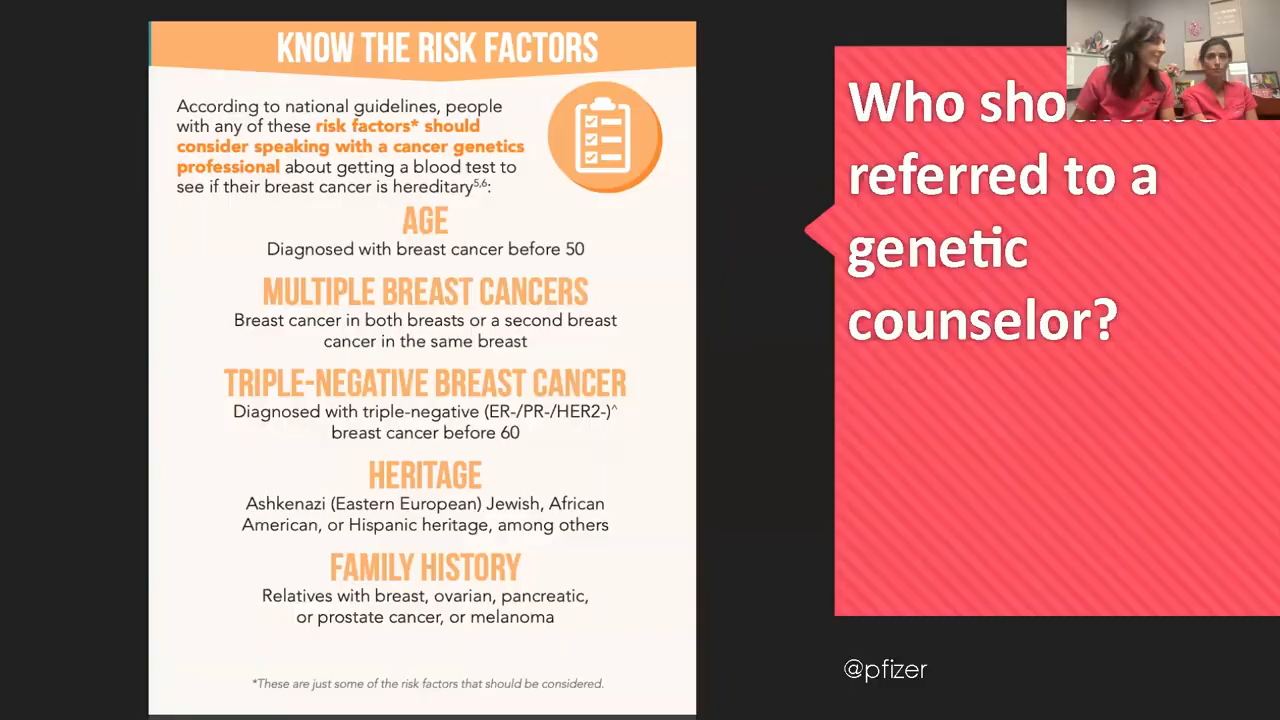 KNOW THE RISK FACTORS
According to national guidelines, people
with any of these risk factors* should
consider speaking with a cancer genetics
professional about getting a blood test to
see if their breast cancer is hereditary5,6:
AGE
Diagnosed with breast cancer before 50
MULTIPLE BREAST CANCERS
Breast cancer in both breasts or a second breast
cancer in the same breast
TRIPLE-NEGATIVE BREAST CANCER
Diagnosed with triple-negative (ER-/PR-/HER2-)^
breast cancer before 60
HERITAGE
Ashkenazi (Eastern European) Jewish, African
American, or Hispanic heritage, among others
FAMILY HISTORY
Relatives with breast, ovarian, pancreatic,
or prostate cancer, or melanoma
*These are just some of the risk factors that should be considered.
Who
referred to a
genetic
counselor?
@pfizer